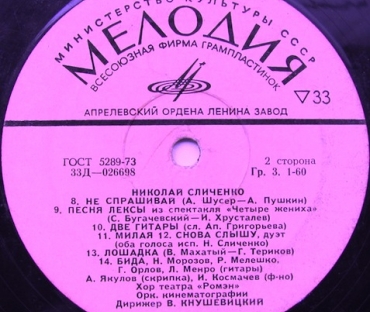 МИНИСТЕРСТВО КУЛЬТУРЫ СССР
МЕЛОДИЯ
ВСЕСОЮЗНАЯ ФИРМА ГРАМПЛАСТИНОК
▽33
АПРЕЛЕВСКИЙ ОРДЕНА ЛЕНИНА ЗАВОД
ГОСТ 5289-73
2 сторона
33Д—026698
Гр. 3. 1-60
НИКОЛАЙ СЛИЧЕНКО
8. НЕ СПРАШИВАЙ (А. Шусер—А. Пушкин)
9. ПЕСНЯ ЛЕКСЫ из спектакля «Четыре жениха»
(С. Бугачевский—И. Хрусталев)
10. ДВЕ ГИТАРЫ (сл. Ап. Григорьева)
11. МИЛАЯ 12. СНОВА СЛЫШУ, дуэт
(оба голоса исп. Н. Сличенко)
13. ЛОШАДКА (В. Махатый—Г. Териков)
14. БИДА, Н. Морозов, Р. Мелешко,
Г. Орлов, Л. Менро (гитары)
А. Якулов (скрипка), И. Космачев (ф-но)
Хор театра «Ромэн»
Орк. кинематографии
Дирижер В. КНУШЕВИЦКИЙ